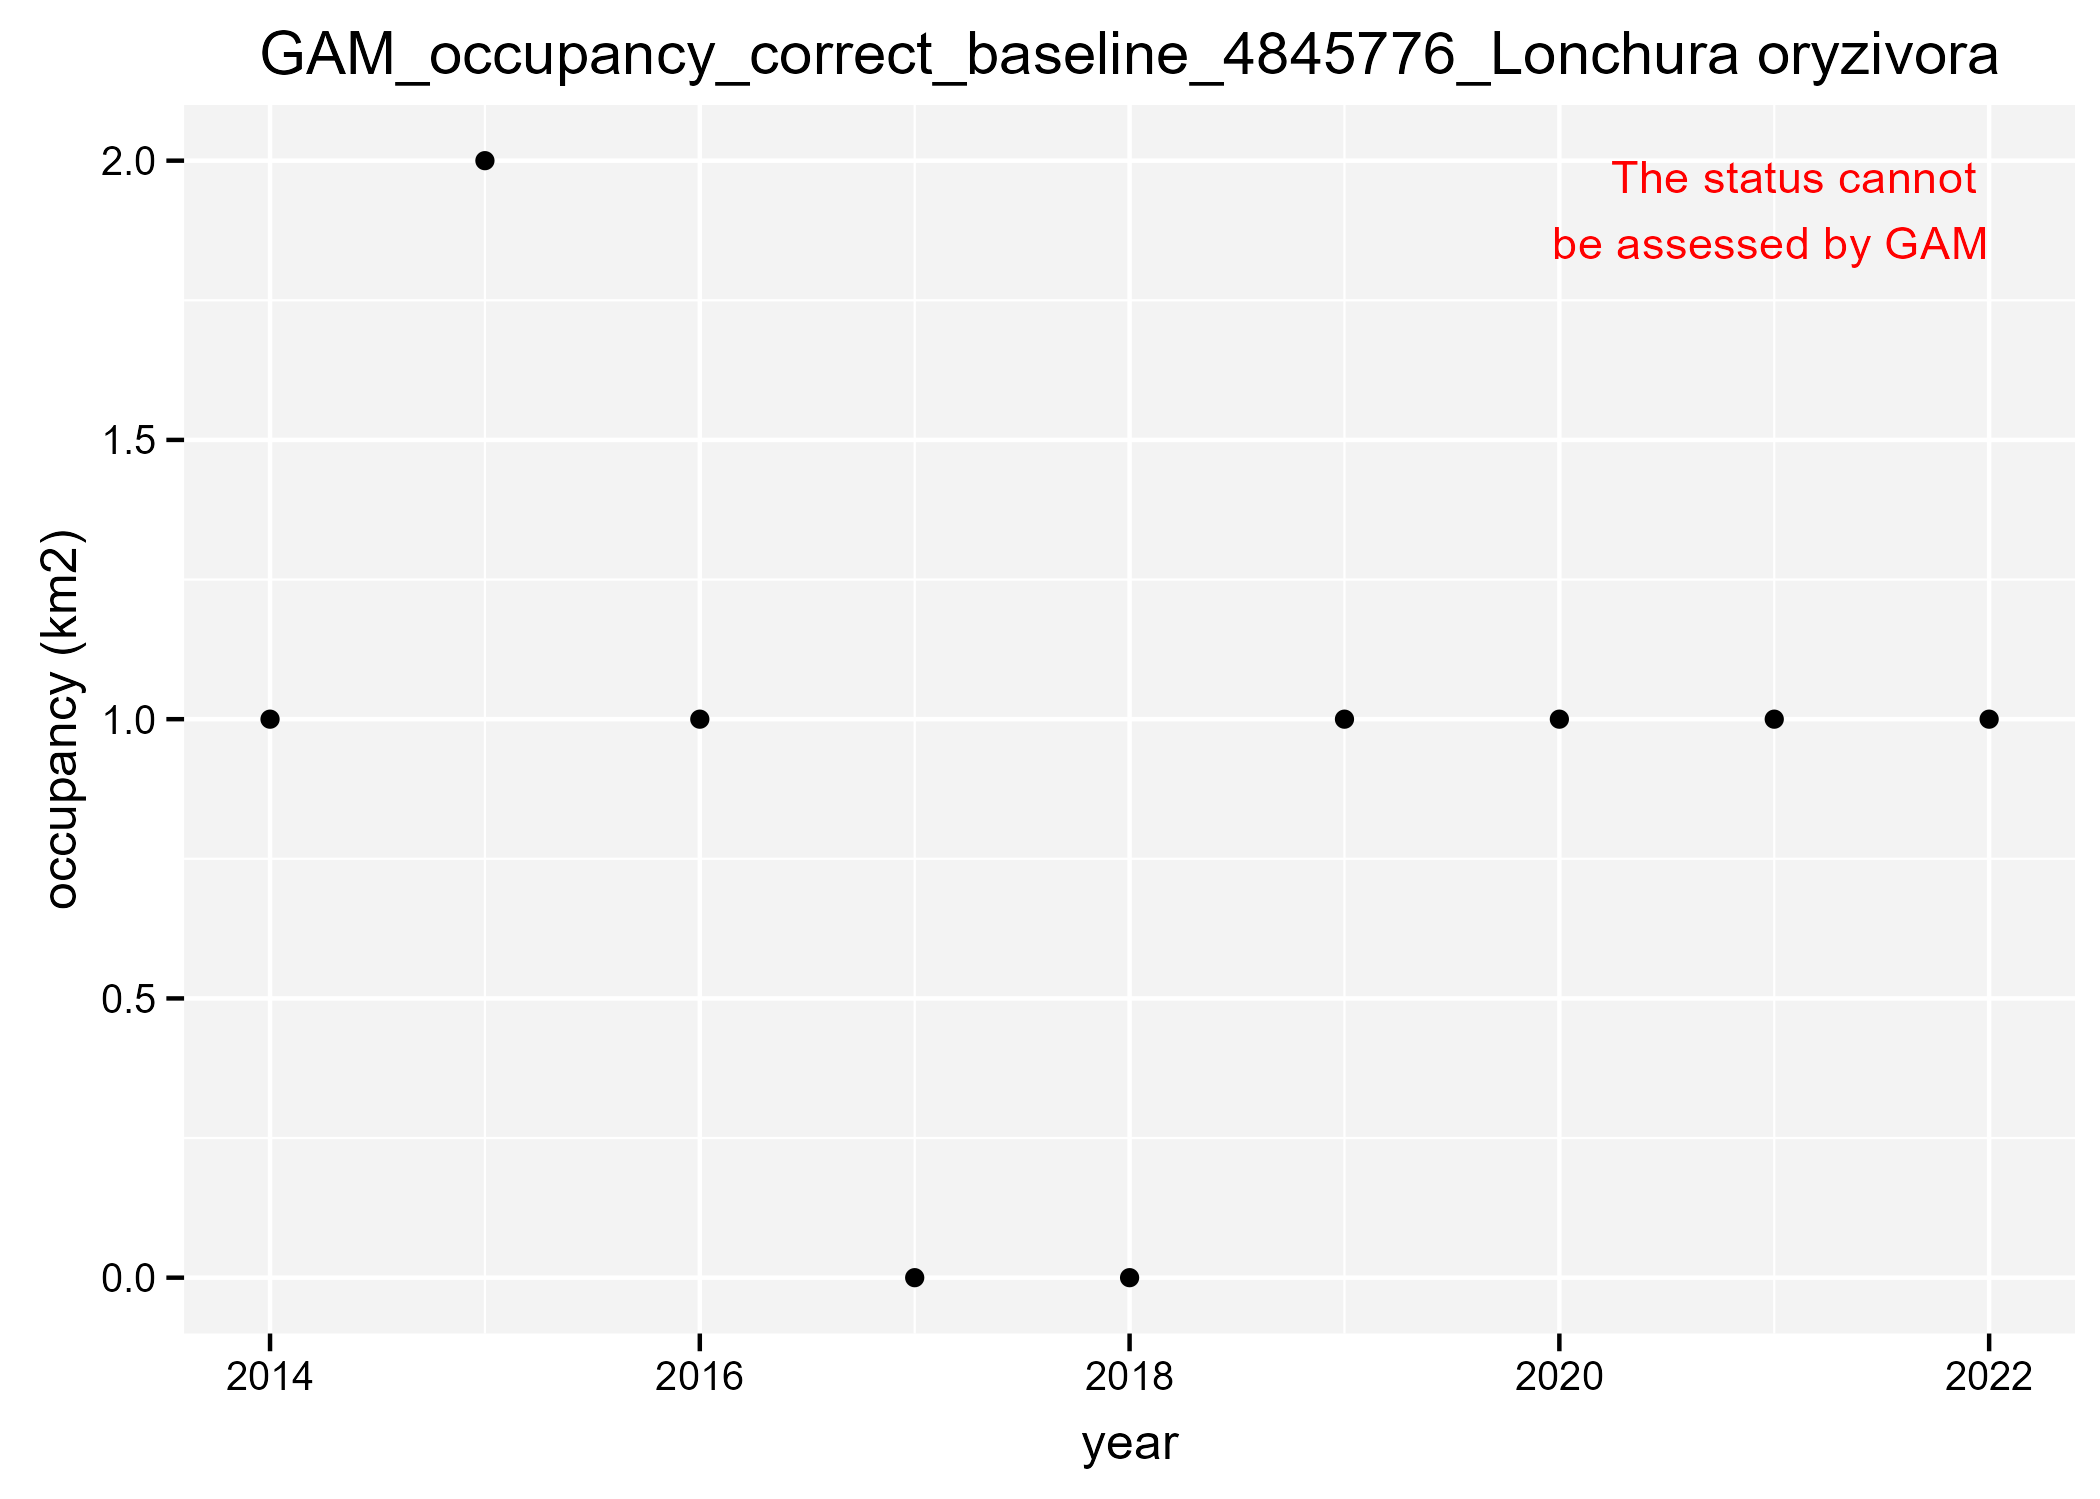 GAM_occupancy_correct_baseline_4845776_Lonchura oryzivora
The status cannot
be assessed by GAM
occupancy (km2)
2.0
1.5
1.0
0.5
0.0
2014 2016 2018 2020 2022
year